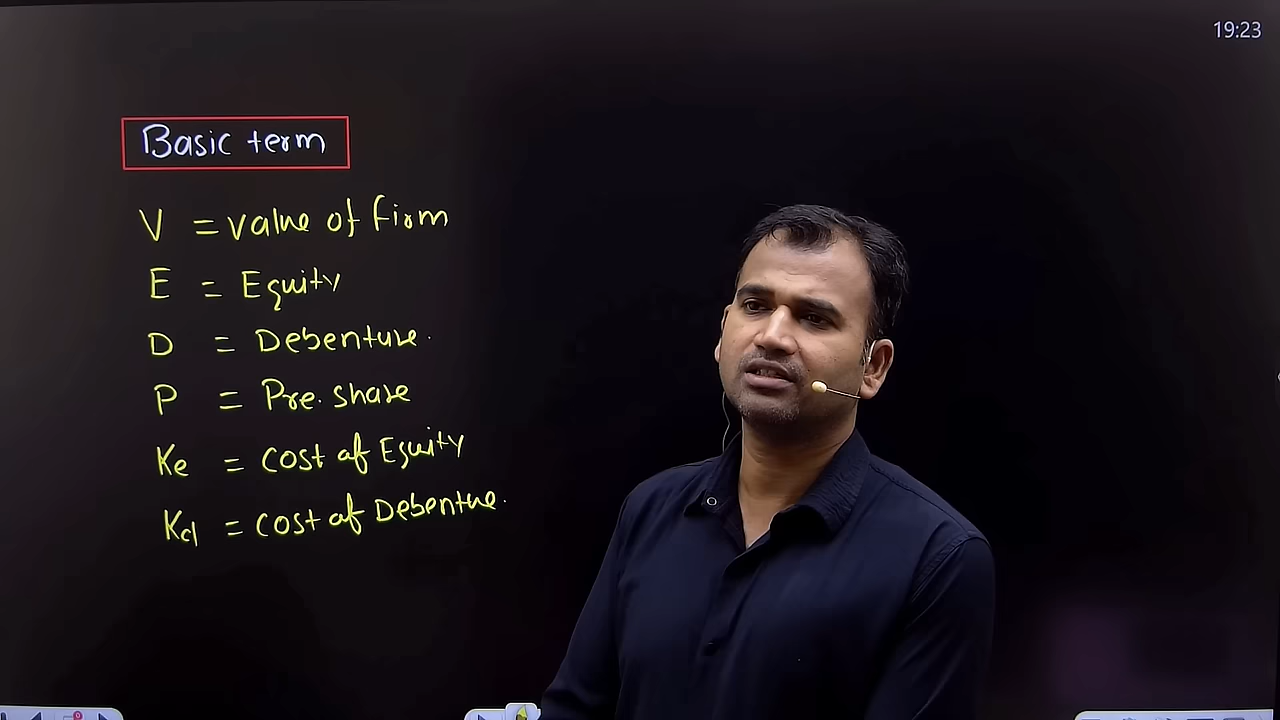 19:23
Basic term
V = value of firm
E = Equity
D = Debenture.
P = Pre. share
Ke = cost of Equity
Kd = cost of Debenture.